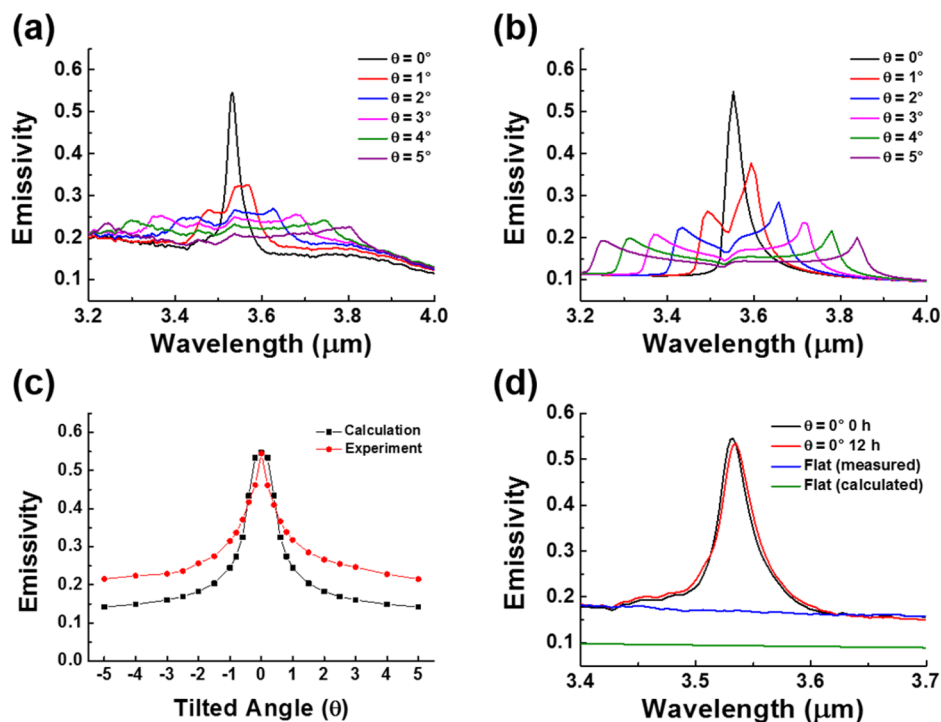 (a)
0.6
0.5
0.4
0.3
0.2
0.1
3.2 3.4 3.6 3.8 4.0
Emissivity
Wavelength (μm)
θ = 0°
θ = 1°
θ = 2°
θ = 3°
θ = 4°
θ = 5°
(b)
0.6
0.5
0.4
0.3
0.2
0.1
3.2 3.4 3.6 3.8 4.0
Emissivity
Wavelength (μm)
θ = 0°
θ = 1°
θ = 2°
θ = 3°
θ = 4°
θ = 5°
(c)
0.6
0.5
0.4
0.3
0.2
0.1
0.0
-5 -4 -3 -2 -1 0 1 2 3 4 5
Emissivity
Tilted Angle (θ)
Calculation
Experiment
(d)
0.6
0.5
0.4
0.3
0.2
0.1
3.4 3.5 3.6 3.7
Emissivity
Wavelength (μm)
θ = 0° 0 h
θ = 0° 12 h
Flat (measured)
Flat (calculated)